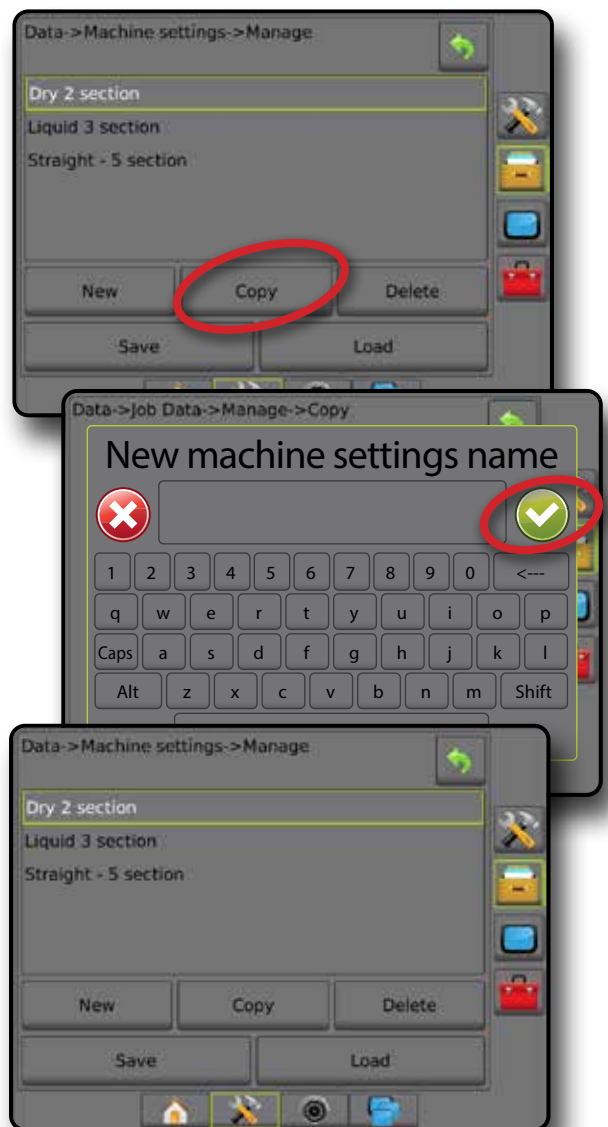 Data->Machine settings->Manage
Dry 2 section
Liquid 3 section
Straight - 5 section
New Copy Delete
Save Load
Data->Job Data->Manage->Copy
New machine settings name
1 2 3 4 5 6 7 8 9 0 <---
q w e r t y u i o p
Caps a s d f g h j k l
Alt z x c v b n m Shift
Data->Machine settings->Manage
Dry 2 section
Liquid 3 section
Straight - 5 section
New Copy Delete
Save Load